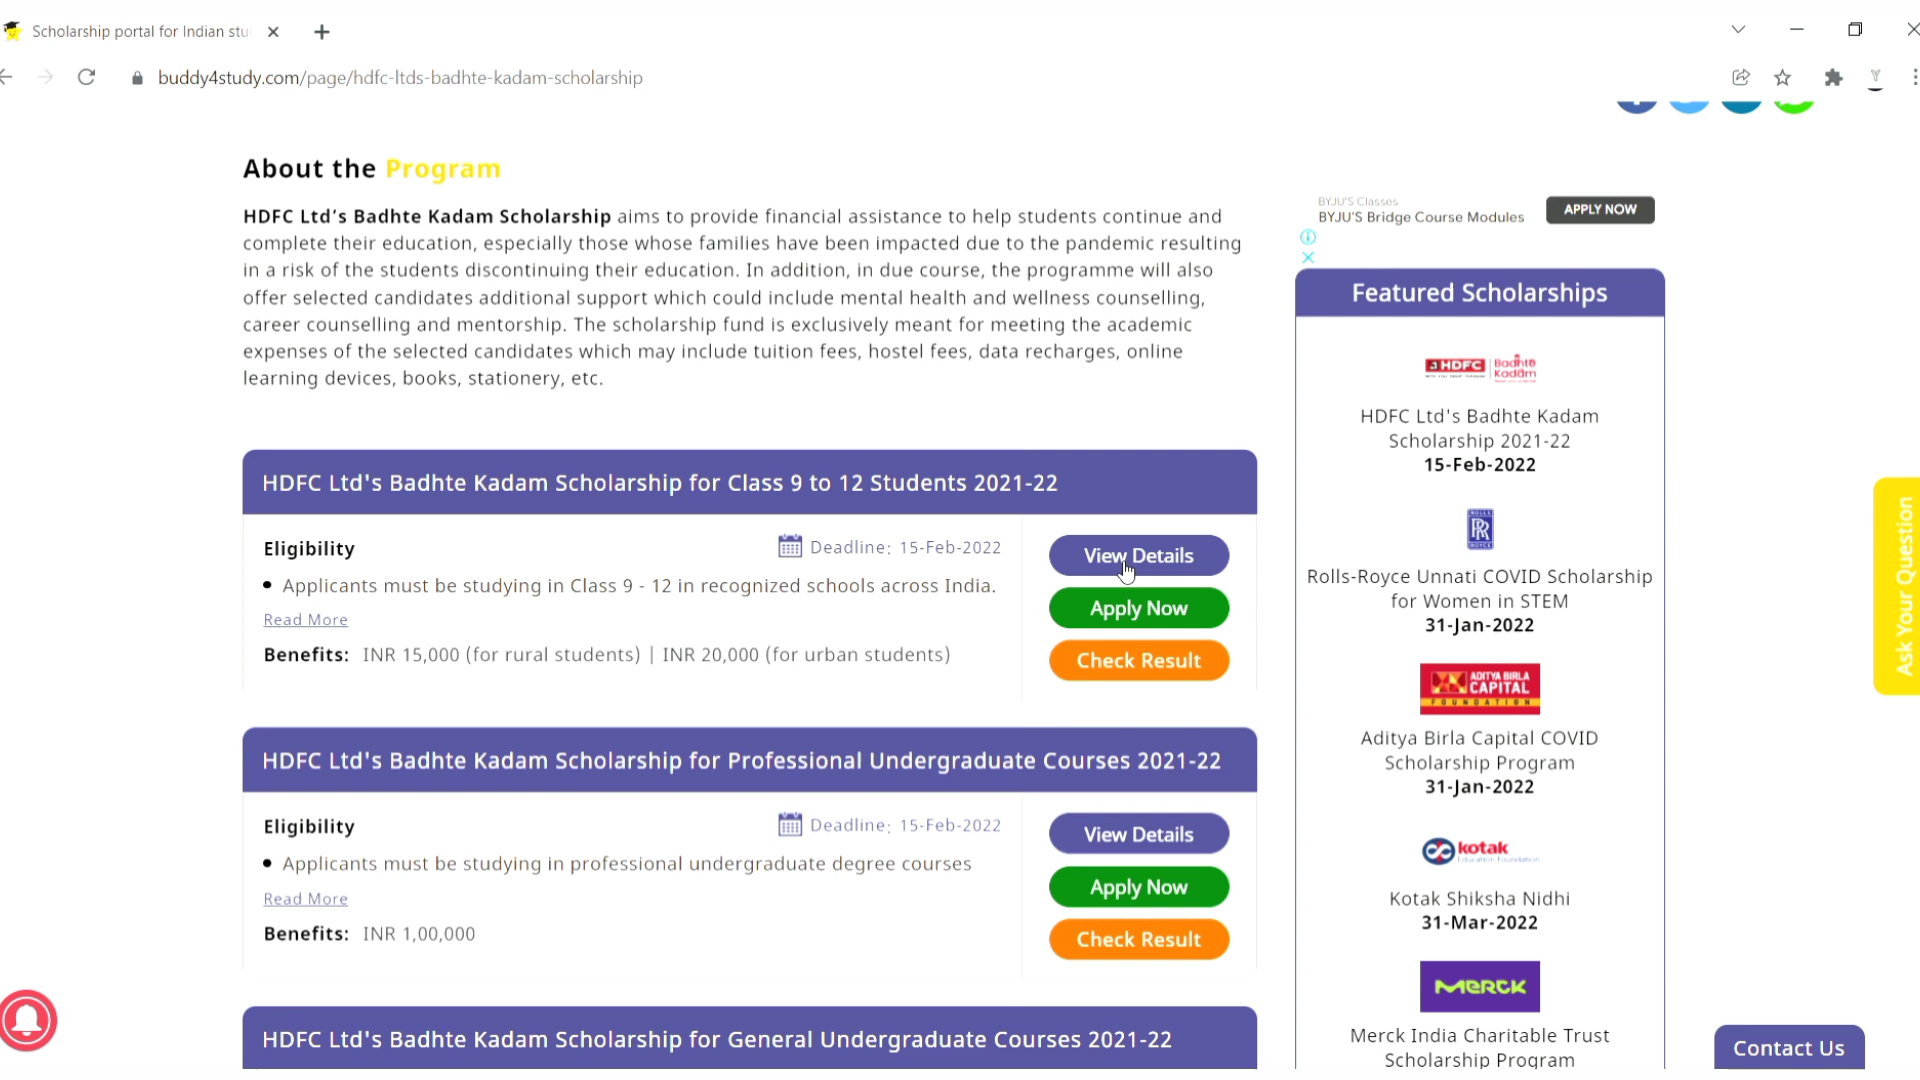 Scholarship portal for Indian stu
buddy4study.com/page/hdfc-ltds-badhte-kadam-scholarship
About the Program
HDFC Ltd's Badhte Kadam Scholarship aims to provide financial assistance to help students continue and
complete their education, especially those whose families have been impacted due to the pandemic resulting
in a risk of the students discontinuing their education. In addition, in due course, the programme will also
offer selected candidates additional support which could include mental health and wellness counselling,
career counselling and mentorship. The scholarship fund is exclusively meant for meeting the academic
expenses of the selected candidates which may include tuition fees, hostel fees, data recharges, online
learning devices, books, stationery, etc.
HDFC Ltd's Badhte Kadam Scholarship for Class 9 to 12 Students 2021-22
Eligibility
Deadline: 15-Feb-2022
Applicants must be studying in Class 9 - 12 in recognized schools across India.
Read More
Benefits: INR 15,000 (for rural students) | INR 20,000 (for urban students)
View Details
Apply Now
Check Result
HDFC Ltd's Badhte Kadam Scholarship for Professional Undergraduate Courses 2021-22
Eligibility
Deadline: 15-Feb-2022
Applicants must be studying in professional undergraduate degree courses
Read More
Benefits: INR 1,00,000
View Details
Apply Now
Check Result
HDFC Ltd's Badhte Kadam Scholarship for General Undergraduate Courses 2021-22
BYJU'S Classes
BYJU'S Bridge Course Modules
APPLY NOW
Featured Scholarships
HDFC
Badhte
Kadam
HDFC Ltd's Badhte Kadam
Scholarship 2021-22
15-Feb-2022
ROLLS
RR
ROYCE
Rolls-Royce Unnati COVID Scholarship
for Women in STEM
31-Jan-2022
ADITYA BIRLA
CAPITAL
FOUNDATION
Aditya Birla Capital COVID
Scholarship Program
31-Jan-2022
kotak
Education Foundation
Kotak Shiksha Nidhi
31-Mar-2022
MERCK
Merck India Charitable Trust
Scholarship Program
Ask Your Question
Contact Us